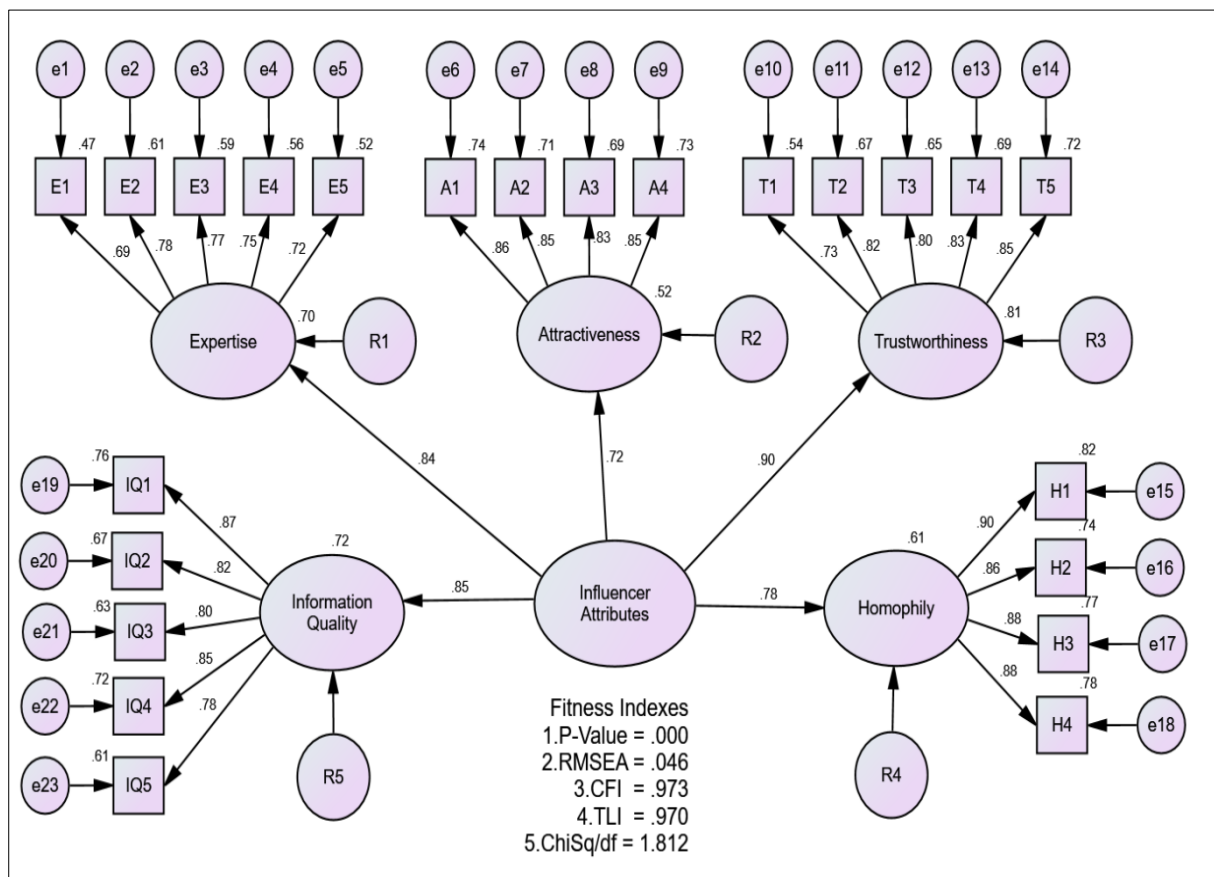 e1 e2 e3 e4 e5 e6 e7 e8 e9 e10 e11 e12 e13 e14
.47 .61 .59 .56 .52 .74 .71 .69 .73 .54 .67 .65 .69 .72
E1 E2 E3 E4 E5 A1 A2 A3 A4 T1 T2 T3 T4 T5
.69 .78 .77 .75 .72 .86 .85 .83 .85 .73 .82 .80 .83 .85
.70 .52 .81
Expertise R1 Attractiveness R2 Trustworthiness R3
.84 .72 .90
.76 .82
e19 IQ1 H1 e15
.87 .90 .74
.67 .72 .61
e20 IQ2 H2 e16
.82 .86
.63 .77
e21 IQ3 .80 H3 e17
Information
Quality
.85
Influencer
Attributes
.78
Homophily
.88
.72 .85 .88 .78
e22 IQ4 H4 e18
.78
.61
e23 IQ5 R5 R4
Fitness Indexes
1.P-Value = .000
2.RMSEA = .046
3.CFI = .973
4.TLI = .970
5.ChiSq/df = 1.812